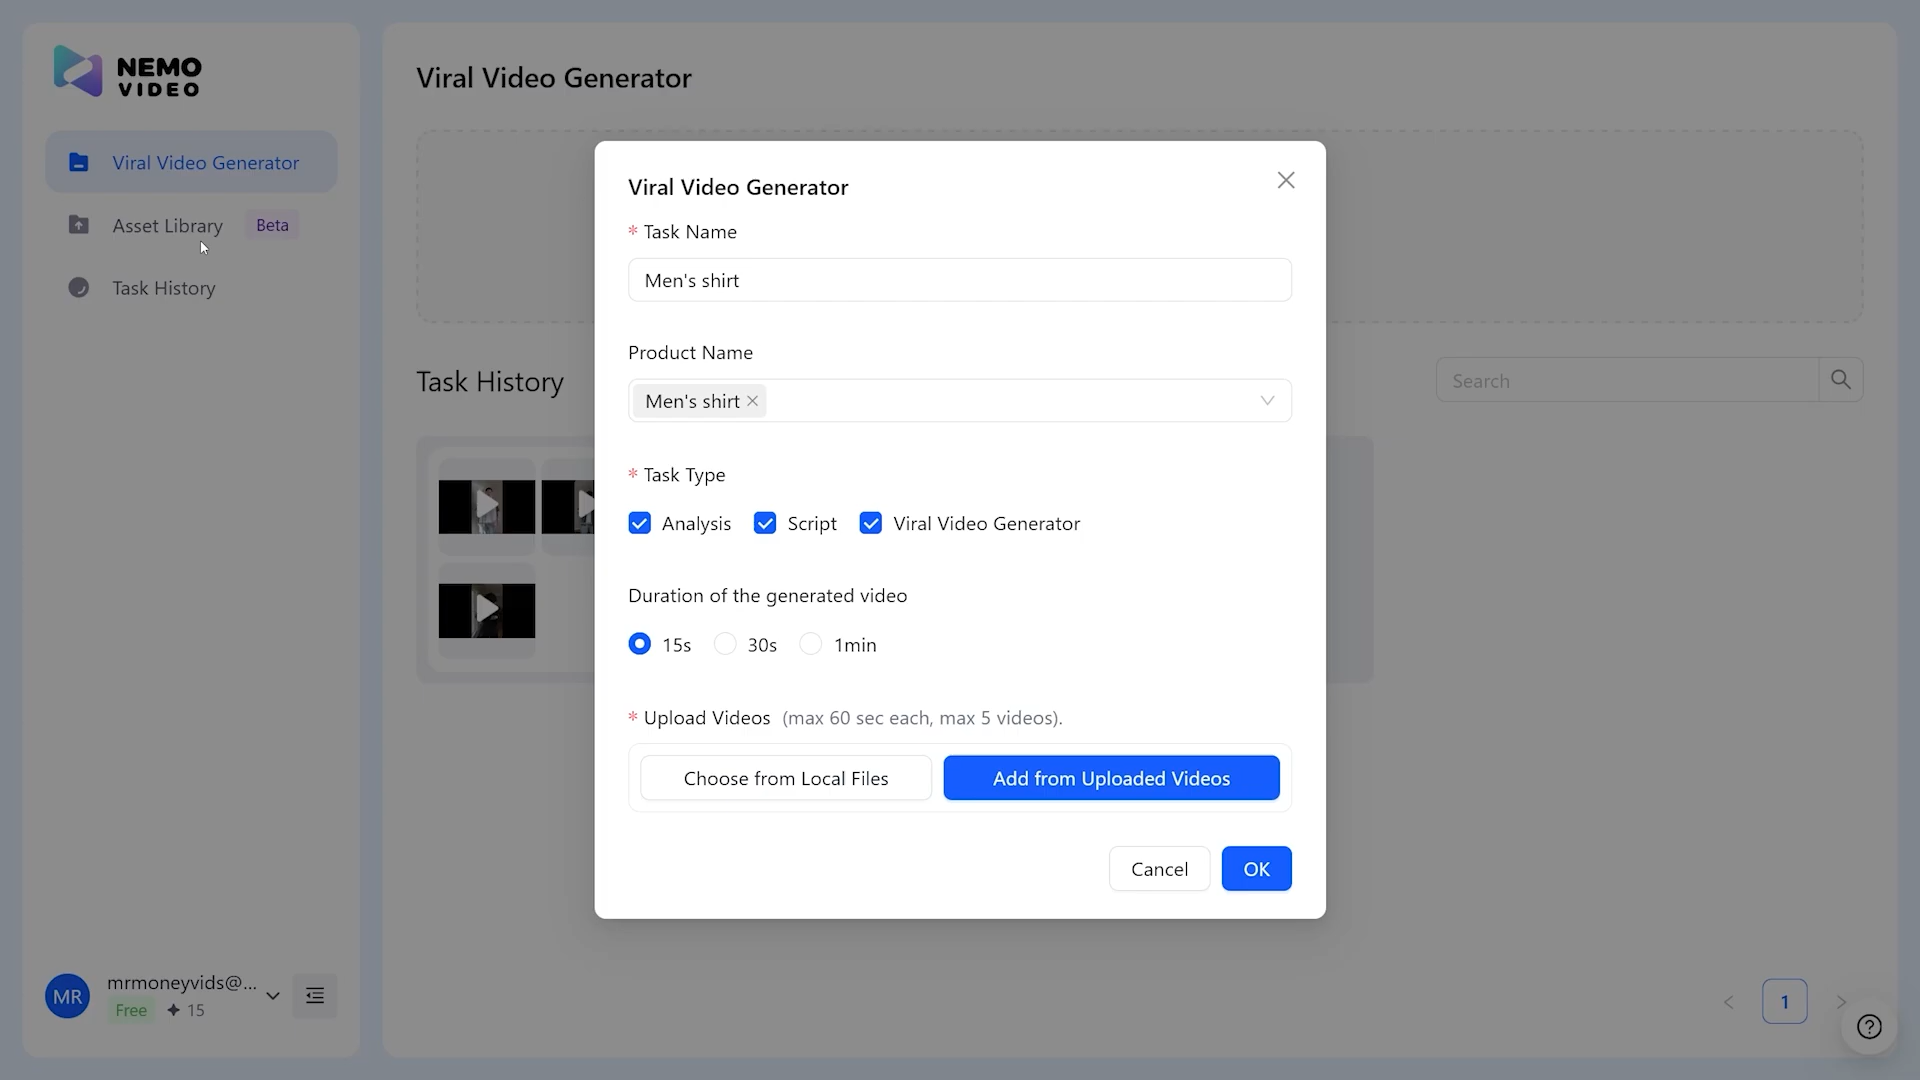 NEMO
VIDEO
Viral Video Generator
Asset Library Beta
Task History
MR
mrmoneyvids@...
Free 15
Viral Video Generator
Task History
Search
1
Viral Video Generator
* Task Name
Men's shirt
Product Name
Men's shirt
* Task Type
Analysis Script Viral Video Generator
Duration of the generated video
15s 30s 1min
* Upload Videos (max 60 sec each, max 5 videos).
Choose from Local Files Add from Uploaded Videos
Cancel OK